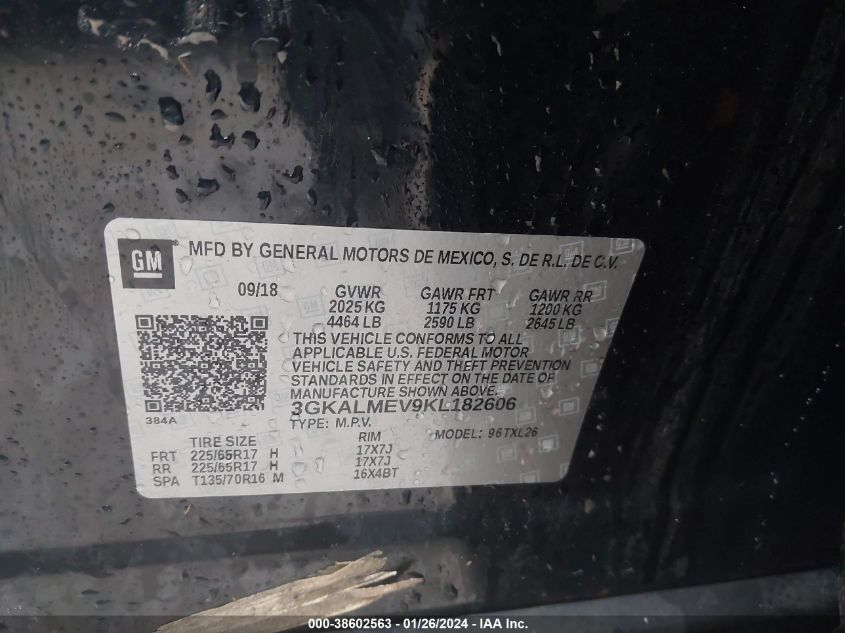 GM ®
MFD BY GENERAL MOTORS DE MEXICO, S. DE R.L. DE C.V.
09/18 GVWR GAWR FRT GAWR RR
2025 KG 1175 KG 1200 KG
4464 LB 2590 LB 2645 LB
THIS VEHICLE CONFORMS TO ALL
APPLICABLE U.S. FEDERAL MOTOR
VEHICLE SAFETY AND THEFT PREVENTION
STANDARDS IN EFFECT ON THE DATE OF
MANUFACTURE SHOWN ABOVE.
3GKALMEV9KL182606
384A
TYPE: M.P.V. MODEL: 96TXL26
TIRE SIZE RIM
FRT 225/65R17 H 17X7J
RR 225/65R17 H 17X7J
SPA T135/70R16 M 16X4BT
000-38602563 - 01/26/2024 - IAA Inc.